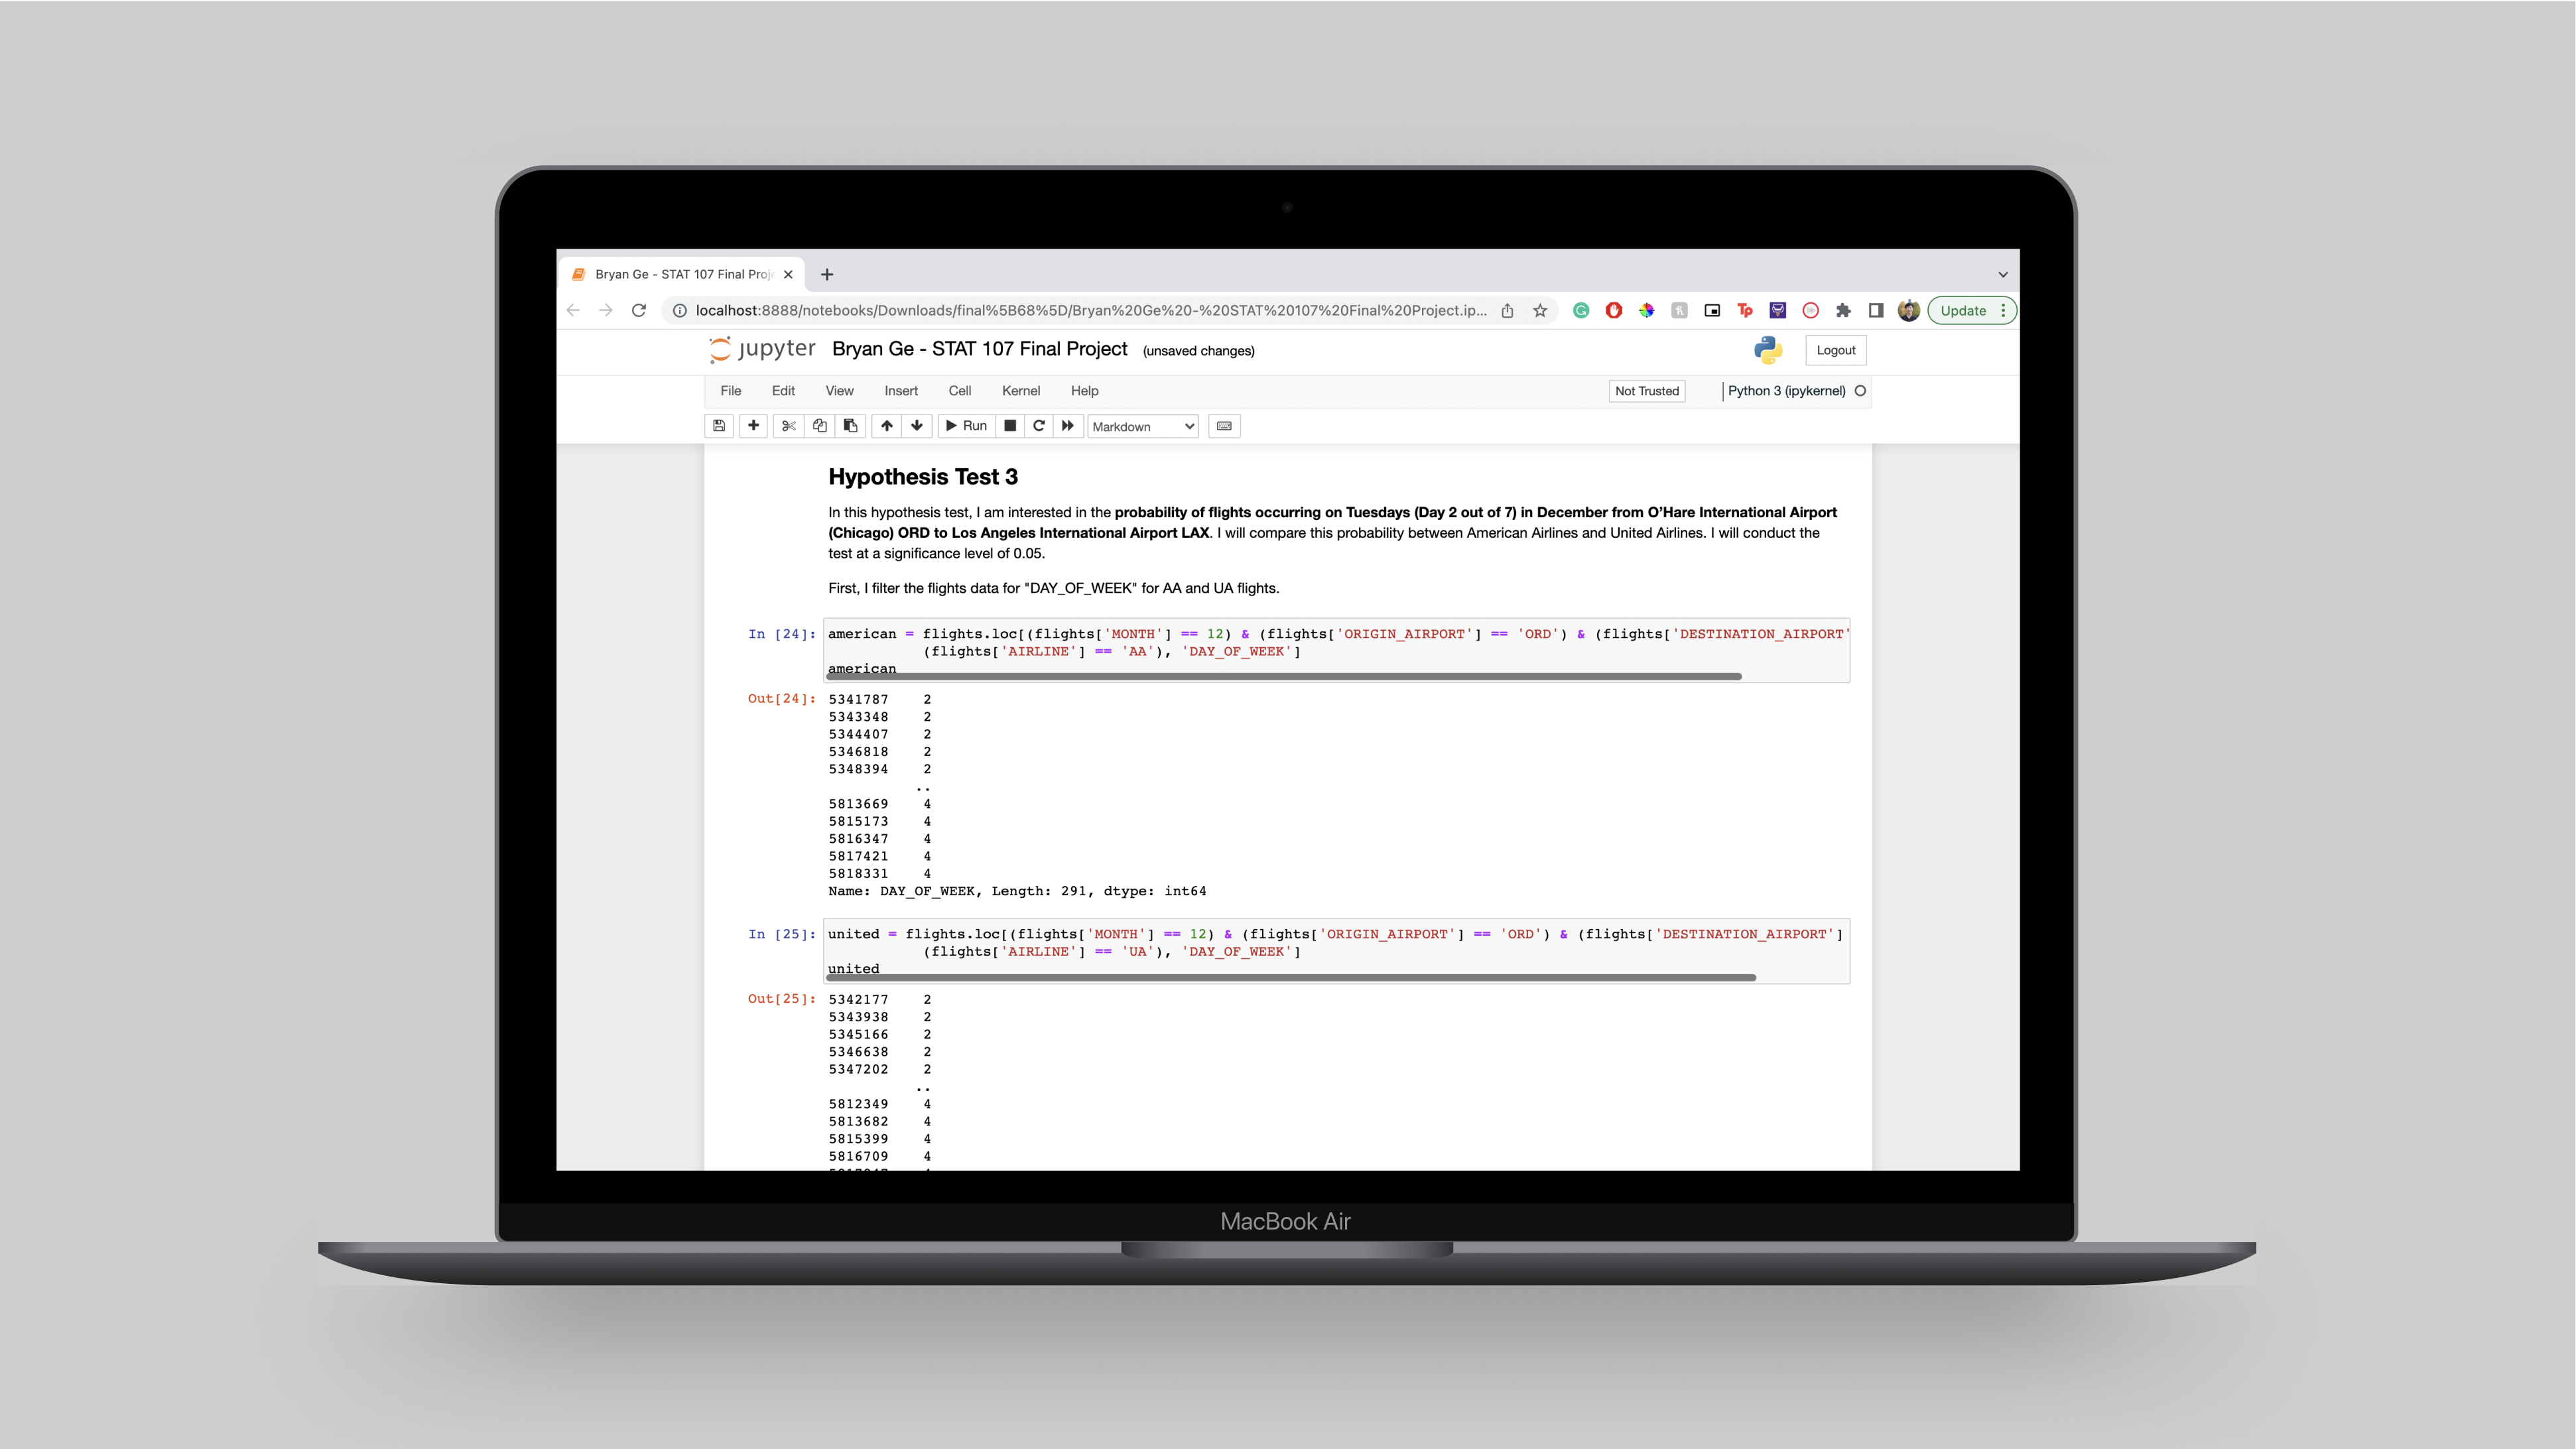 Bryan Ge - STAT 107 Final Proj
localhost:8888/notebooks/Downloads/final%5B68%5D/Bryan%20Ge%20-%20STAT%20107%20Final%20Project.ip...
Tp
Update
jupyter Bryan Ge - STAT 107 Final Project (unsaved changes)
Logout
File Edit View Insert Cell Kernel Help
Not Trusted
Python 3 (ipykernel)
Run
Markdown
Hypothesis Test 3
In this hypothesis test, I am interested in the probability of flights occurring on Tuesdays (Day 2 out of 7) in December from O'Hare International Airport
(Chicago) ORD to Los Angeles International Airport LAX. I will compare this probability between American Airlines and United Airlines. I will conduct the
test at a significance level of 0.05.
First, I filter the flights data for "DAY_OF_WEEK" for AA and UA flights.
In [24]: american = flights.loc[(flights['MONTH'] == 12) & (flights['ORIGIN_AIRPORT'] == 'ORD') & (flights['DESTINATION_AIRPORT'
(flights['AIRLINE'] == 'AA'), 'DAY_OF_WEEK']
american
Out[24]: 5341787 2
5343348 2
5344407 2
5346818 2
5348394 2
..
5813669 4
5815173 4
5816347 4
5817421 4
5818331 4
Name: DAY_OF_WEEK, Length: 291, dtype: int64
In [25]: united = flights.loc[(flights['MONTH'] == 12) & (flights['ORIGIN_AIRPORT'] == 'ORD') & (flights['DESTINATION_AIRPORT']
(flights['AIRLINE'] == 'UA'), 'DAY_OF_WEEK']
united
Out[25]: 5342177 2
5343938 2
5345166 2
5346638 2
5347202 2
..
5812349 4
5813682 4
5815399 4
5816709 4
MacBook Air